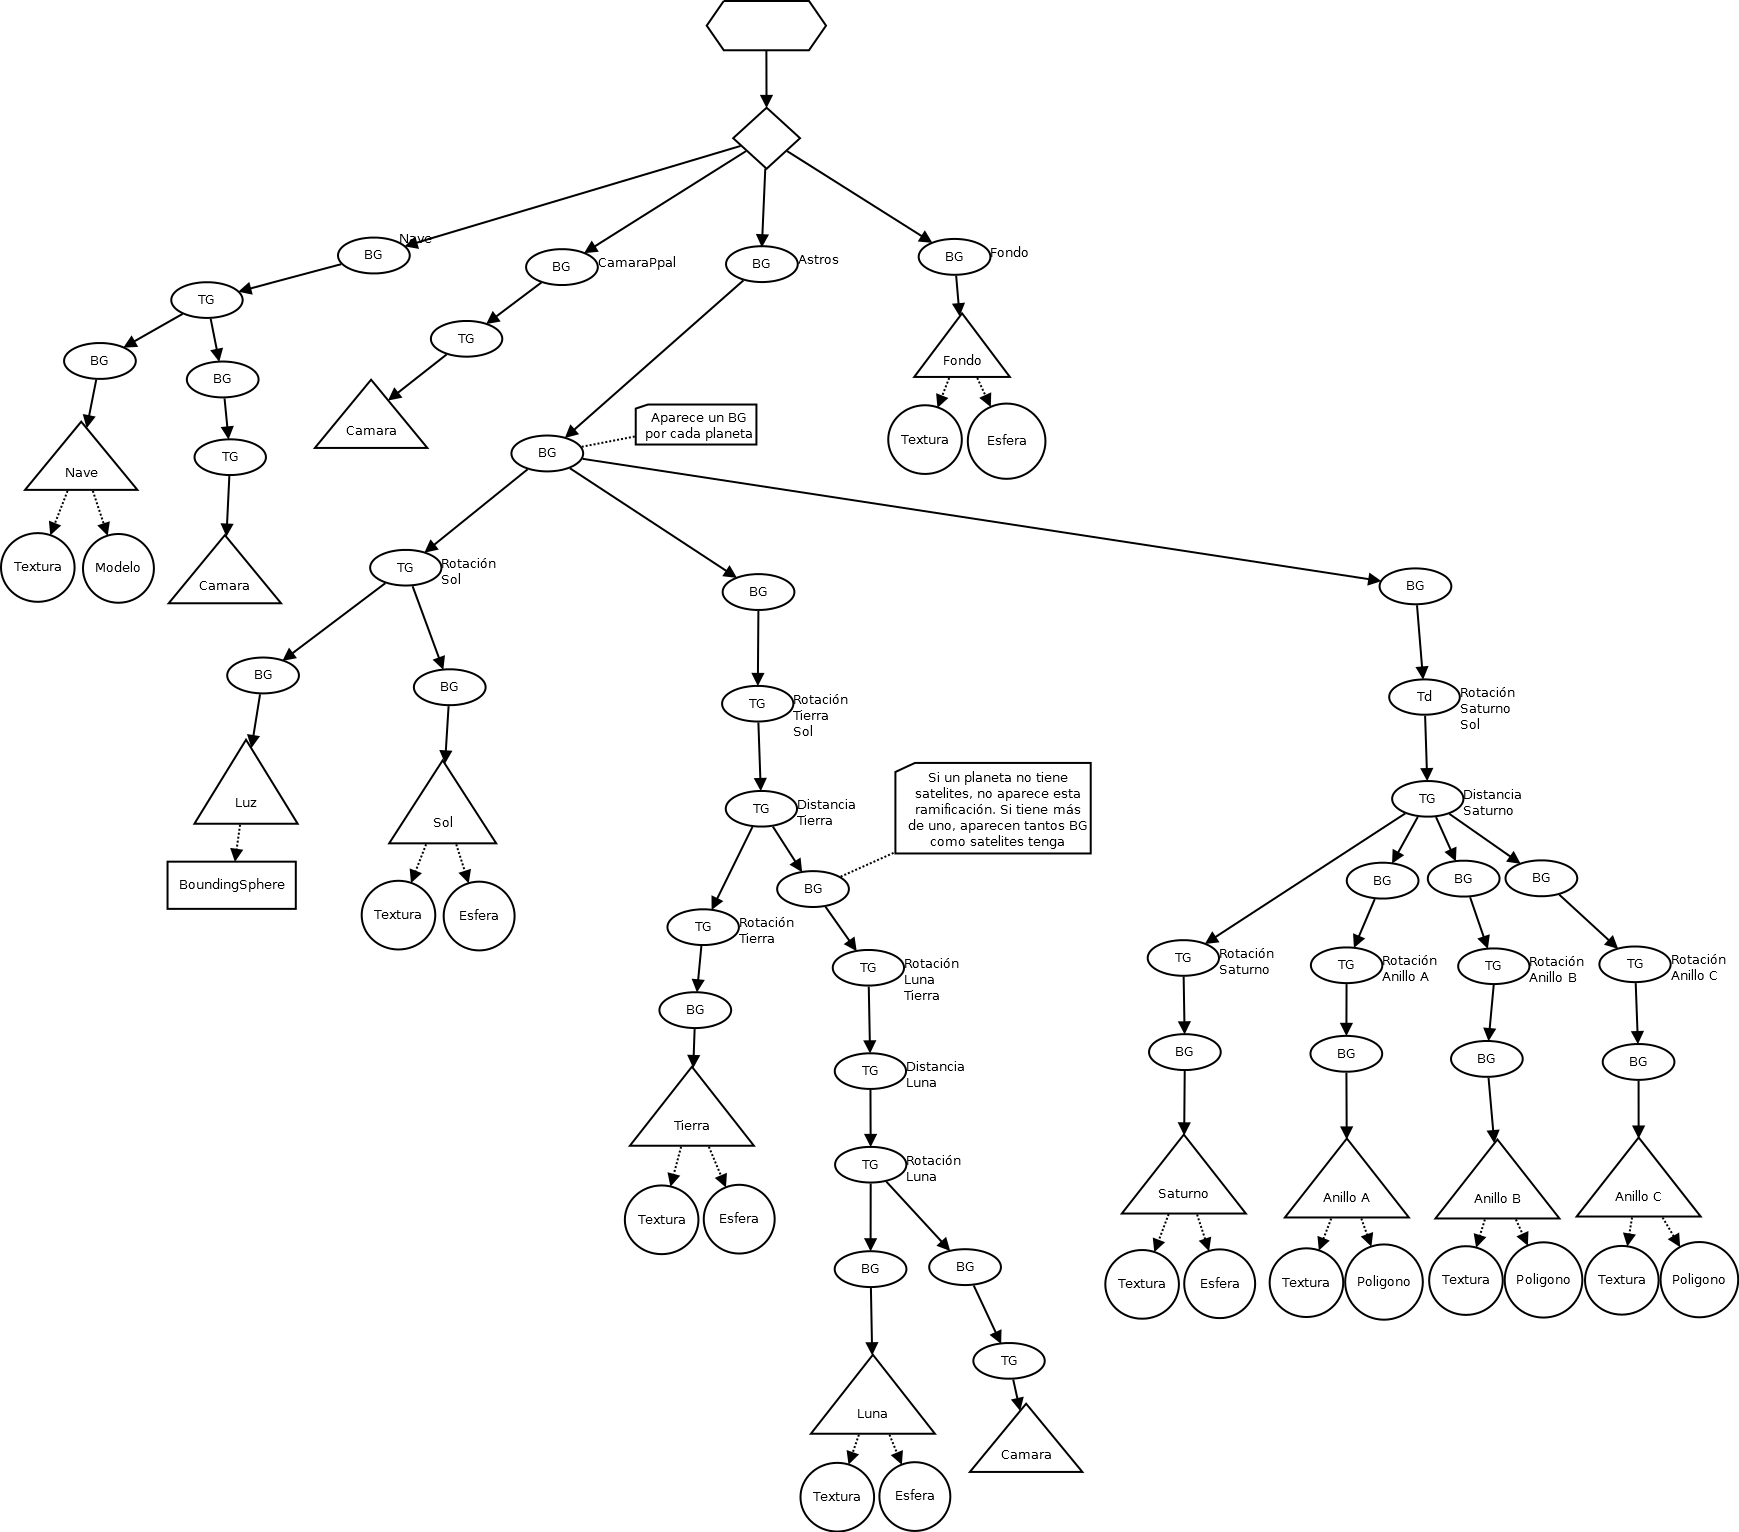 Nave
BG
BG
CamaraPpal
BG
Astros
BG
Fondo
TG
TG
BG
BG
Camara
Fondo
Aparece un BG
por cada planeta
Textura
Esfera
TG
BG
Nave
Textura
Modelo
Camara
TG
Rotación
Sol
BG
BG
BG
BG
BG
TG
Rotación
Tierra
Sol
Td
Rotación
Saturno
Sol
Luz
Sol
TG
Distancia
Tierra
Si un planeta no tiene
satelites, no aparece esta
ramificación. Si tiene más
de uno, aparecen tantos BG
como satelites tenga
TG
Distancia
Saturno
BoundingSphere
Textura
Esfera
BG
BG
BG
BG
TG
Rotación
Tierra
TG
Rotación
Luna
Tierra
TG
Rotación
Saturno
TG
Rotación
Anillo A
TG
Rotación
Anillo B
TG
Rotación
Anillo C
BG
TG
Distancia
Luna
BG
BG
BG
BG
Tierra
TG
Rotación
Luna
Saturno
Anillo A
Anillo B
Anillo C
Textura
Esfera
BG
BG
Textura
Esfera
Textura
Poligono
Textura
Poligono
Textura
Poligono
TG
Luna
Camara
Textura
Esfera